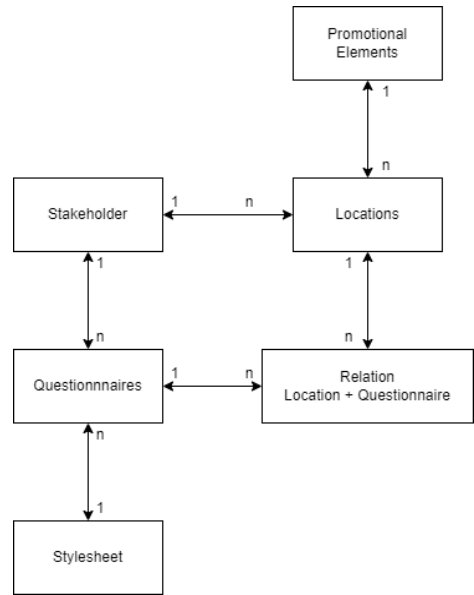 Promotional
Elements
1
n
Stakeholder
1
n
Locations
1
1
n
n
Questionnnaires
1
n
Relation
Location + Questionnaire
n
1
Stylesheet